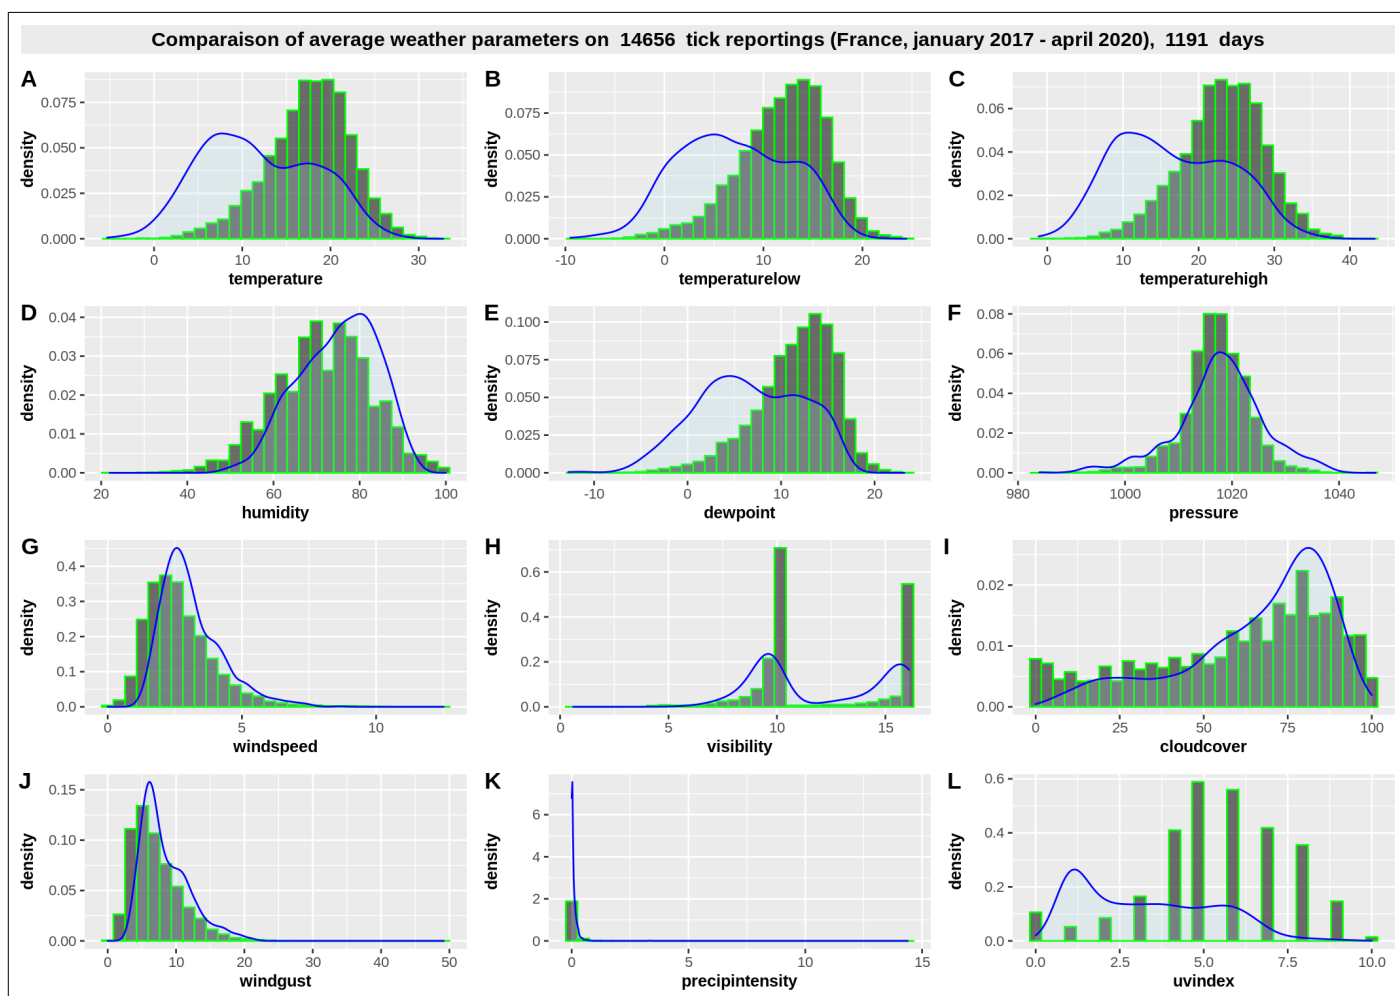 Comparaison of average weather parameters on 14656 tick reportings (France, january 2017 - april 2020), 1191 days
A
density
0.075
0.050
0.025
0.000
0 10 20 30
temperature
B
density
0.075
0.050
0.025
0.000
-10 0 10 20
temperaturelow
C
density
0.06
0.04
0.02
0.00
0 10 20 30 40
temperaturehigh
D
density
0.04
0.03
0.02
0.01
0.00
20 40 60 80 100
humidity
E
density
0.100
0.075
0.050
0.025
0.000
-10 0 10 20
dewpoint
F
density
0.08
0.06
0.04
0.02
0.00
980 1000 1020 1040
pressure
G
density
0.4
0.3
0.2
0.1
0.0
0 5 10
windspeed
H
density
0.6
0.4
0.2
0.0
0 5 10 15
visibility
I
density
0.02
0.01
0.00
0 25 50 75 100
cloudcover
J
density
0.15
0.10
0.05
0.00
0 10 20 30 40 50
windgust
K
density
6
4
2
0
0 5 10 15
precipintensity
L
density
0.6
0.4
0.2
0.0
0.0 2.5 5.0 7.5 10.0
uvindex